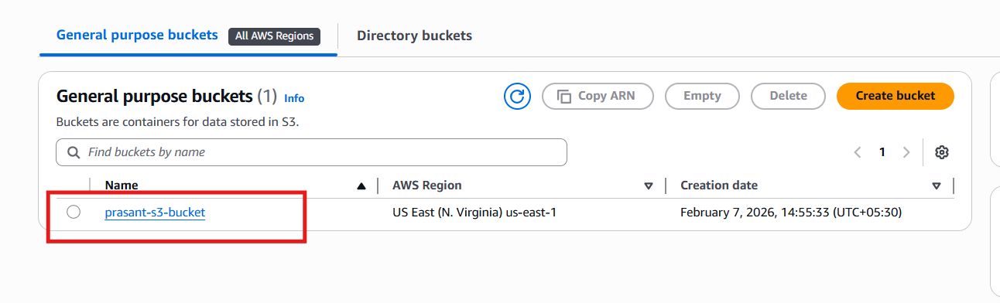 General purpose buckets All AWS Regions Directory buckets
General purpose buckets (1) Info
Copy ARN Empty Delete Create bucket
Buckets are containers for data stored in S3.
Find buckets by name
1
Name AWS Region Creation date
prasant-s3-bucket US East (N. Virginia) us-east-1 February 7, 2026, 14:55:33 (UTC+05:30)